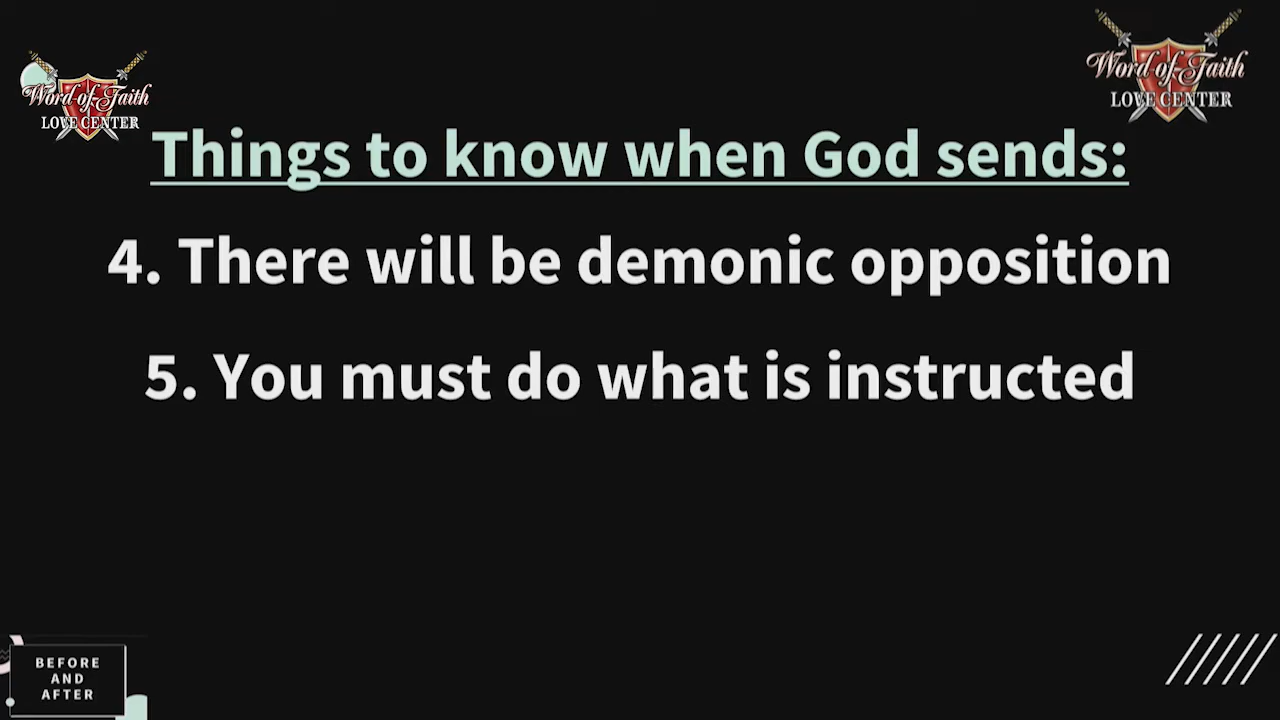 Word of Faith
LOVE CENTER
Word of Faith
LOVE CENTER
Things to know when God sends:
4. There will be demonic opposition
5. You must do what is instructed
BEFORE
AND
AFTER